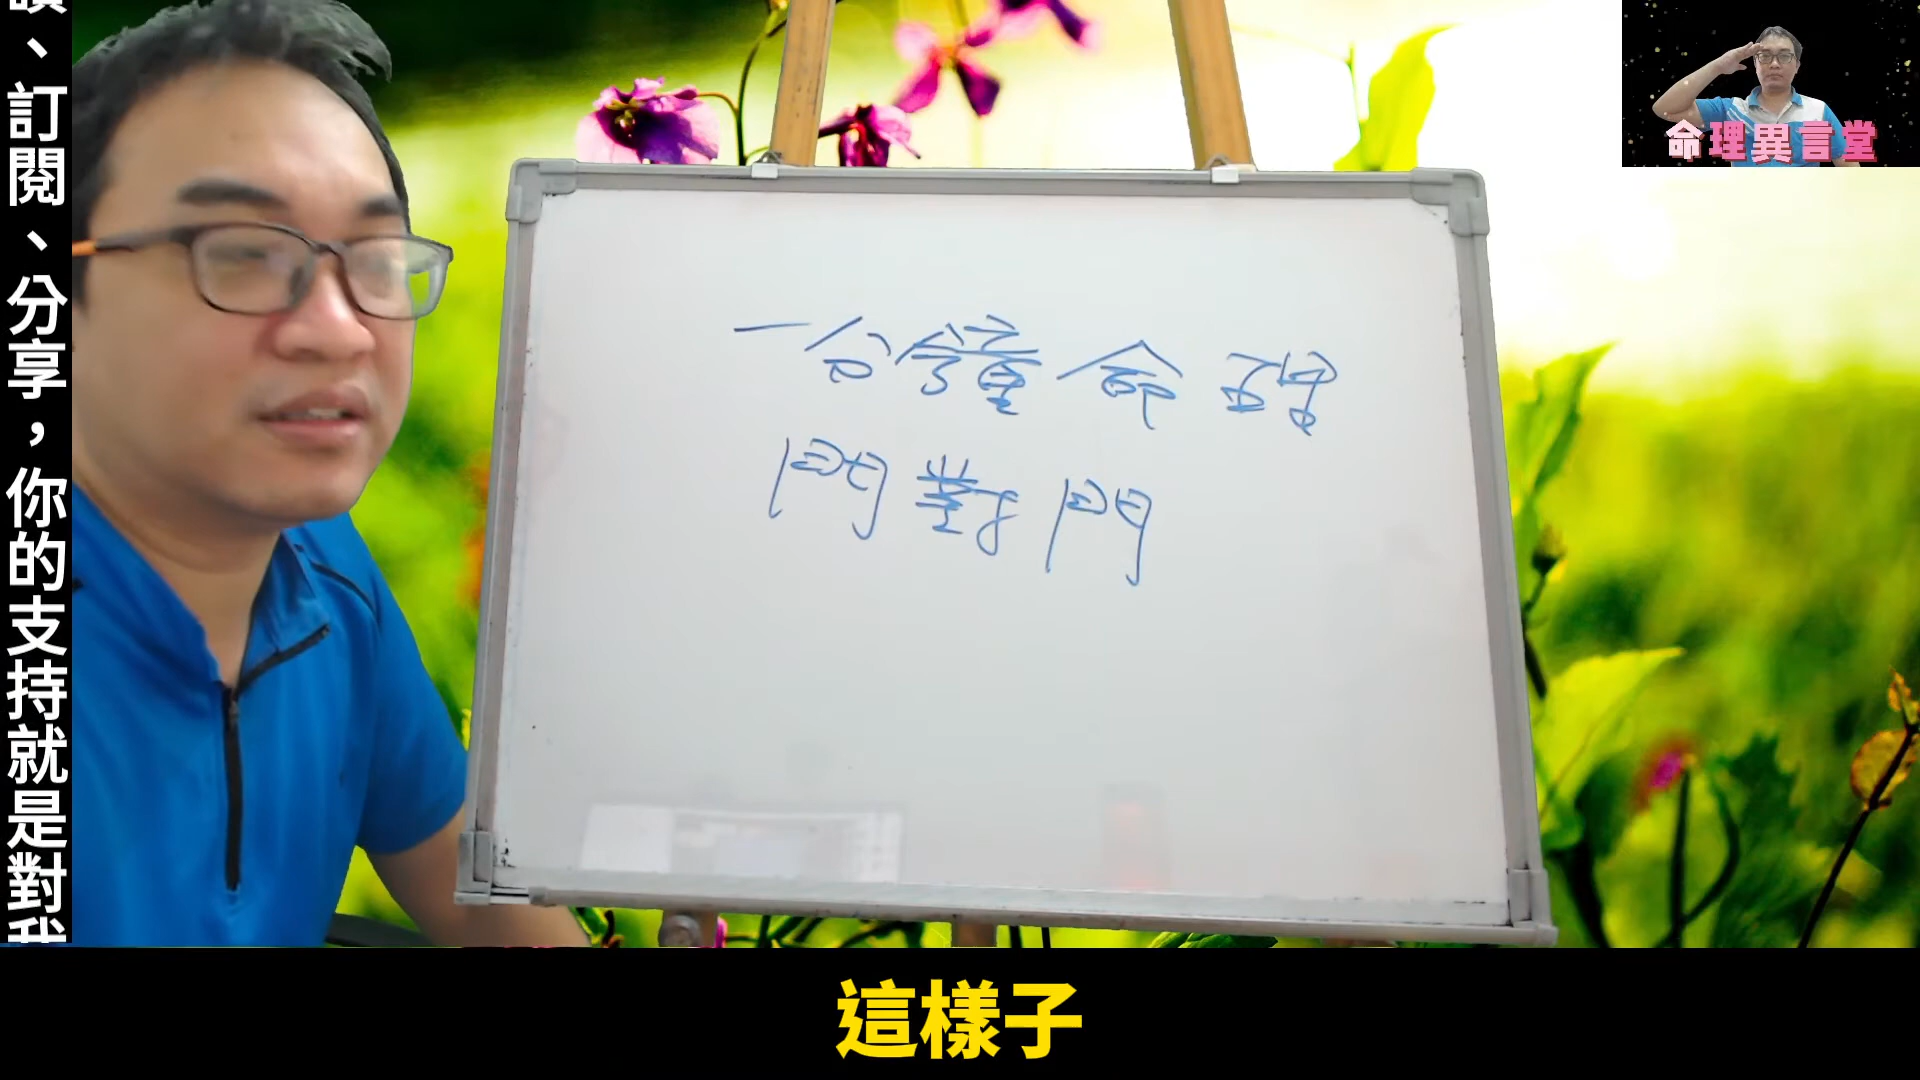 、訂閱、分享，你的支持就是對我
命理異言堂
一分鐘命理
門對門
這樣子